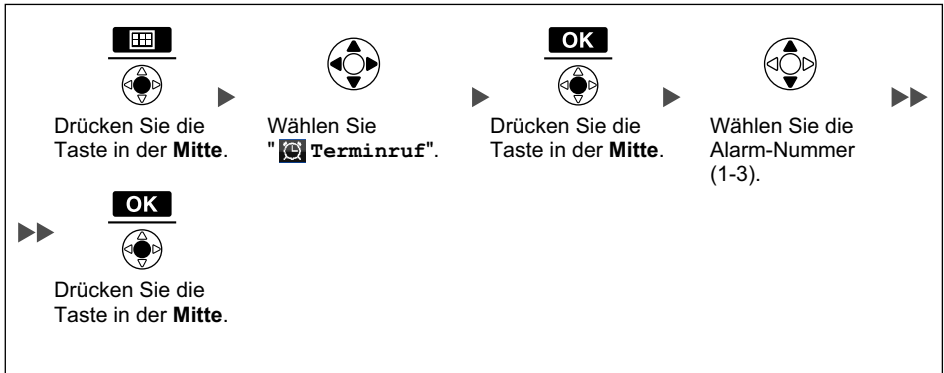 Drücken Sie die
Taste in der Mitte.
Wählen Sie
" Terminruf".
OK
Drücken Sie die
Taste in der Mitte.
Wählen Sie die
Alarm-Nummer
(1-3).
OK
Drücken Sie die
Taste in der Mitte.